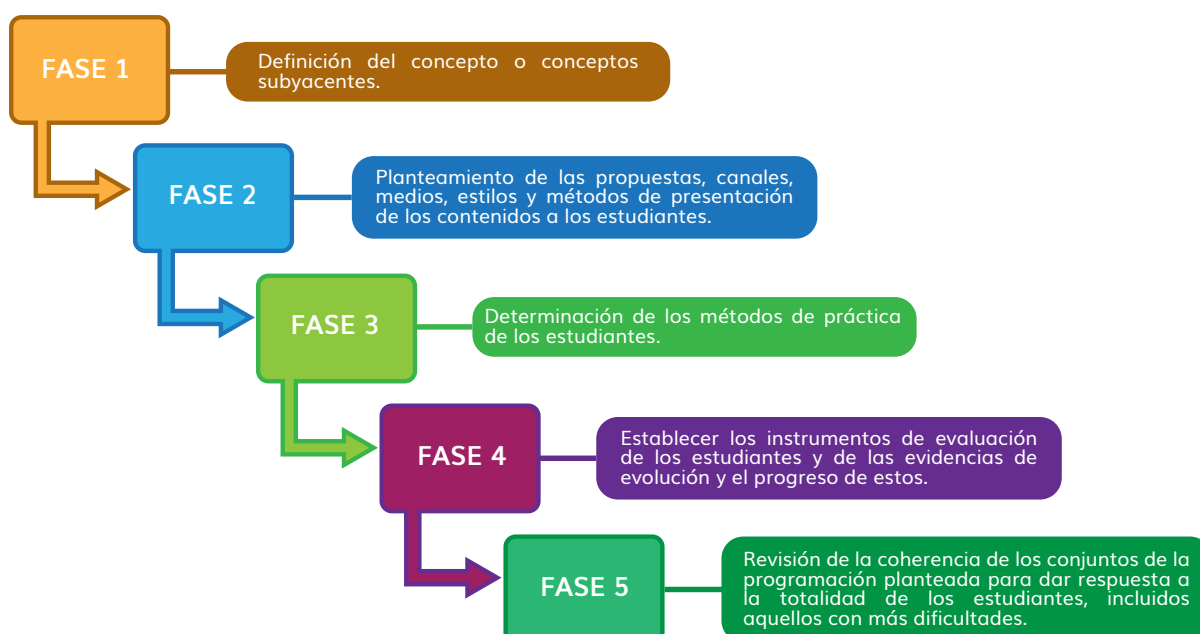 FASE 1
Definición del concepto o conceptos
subyacentes.
FASE 2
Planteamiento de las propuestas, canales,
medios, estilos y métodos de presentación
de los contenidos a los estudiantes.
FASE 3
Determinación de los métodos de práctica
de los estudiantes.
FASE 4
Establecer los instrumentos de evaluación
de los estudiantes y de las evidencias de
evolución y el progreso de estos.
FASE 5
Revisión de la coherencia de los conjuntos de la
programación planteada para dar respuesta a
la totalidad de los estudiantes, incluidos
aquellos con más dificultades.